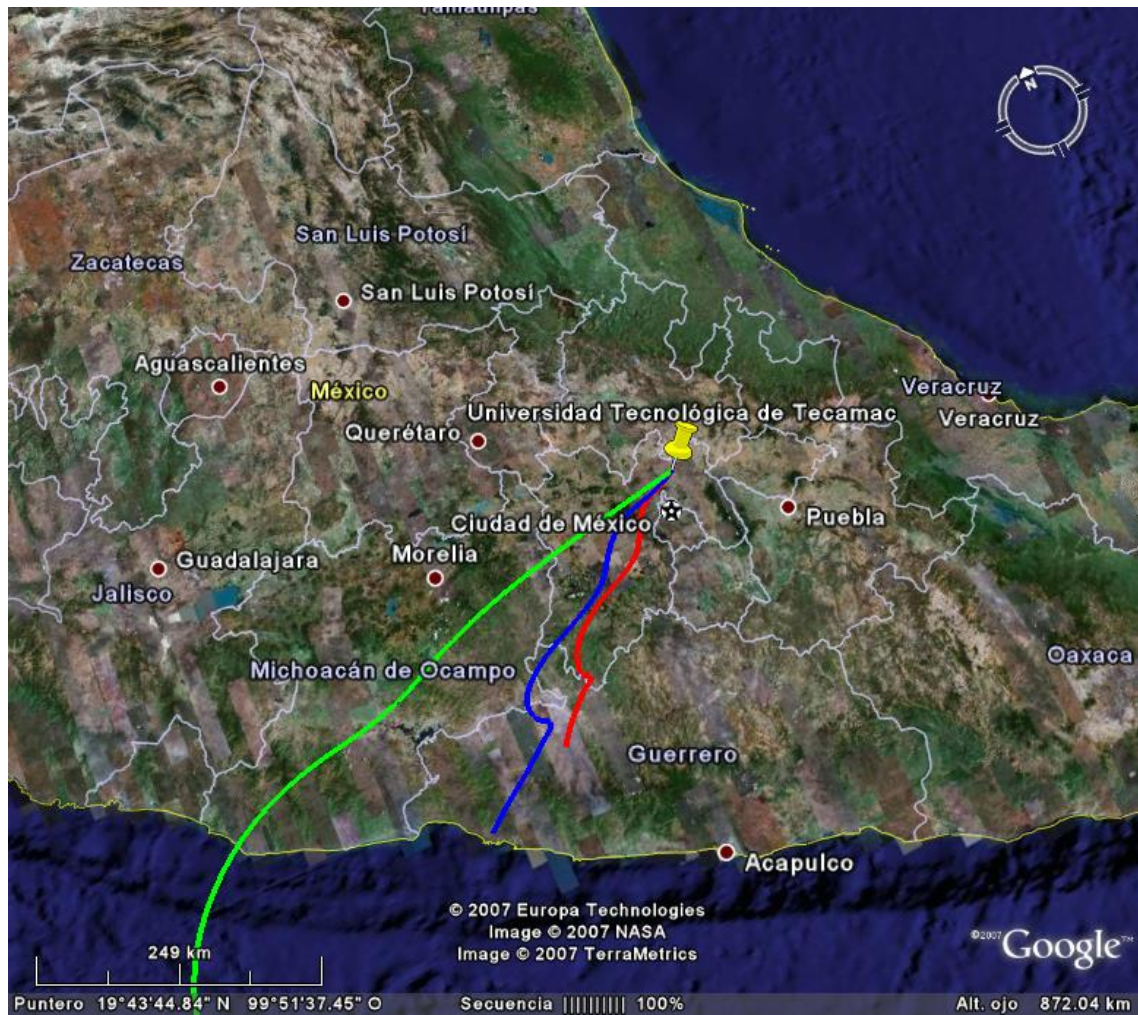 Tamaulipas
N
San Luis Potosí
Zacatecas
San Luis Potosí
Aguascalientes
México
Veracruz
Universidad Tecnológica de Tecamac
Veracruz
Querétaro
Ciudad de México
Puebla
Morelia
Guadalajara
Jalisco
Michoacán de Ocampo
Oaxaca
Guerrero
Acapulco
© 2007 Europa Technologies
Image © 2007 NASA
Image © 2007 TerraMetrics
©2007 Google™
249 km
Puntero 19°43'44.84" N 99°51'37.45" O Secuencia |||||||||| 100% Alt. ojo 872.04 km